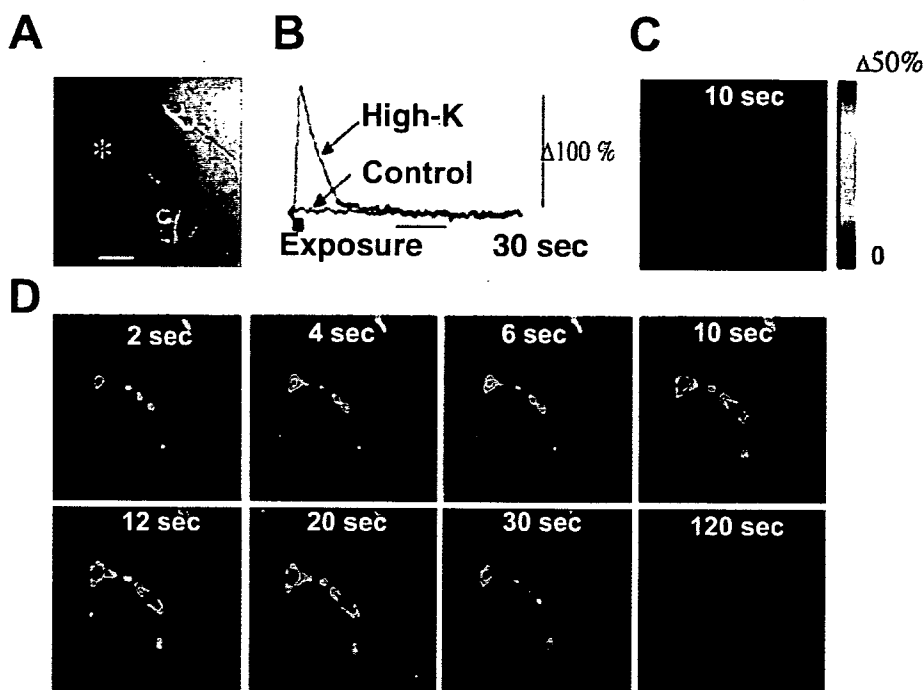 A
B
C
*
High-K
Control
Δ100 %
Exposure
30 sec
10 sec
Δ50%
0
D
2 sec
4 sec
6 sec
10 sec
12 sec
20 sec
30 sec
120 sec